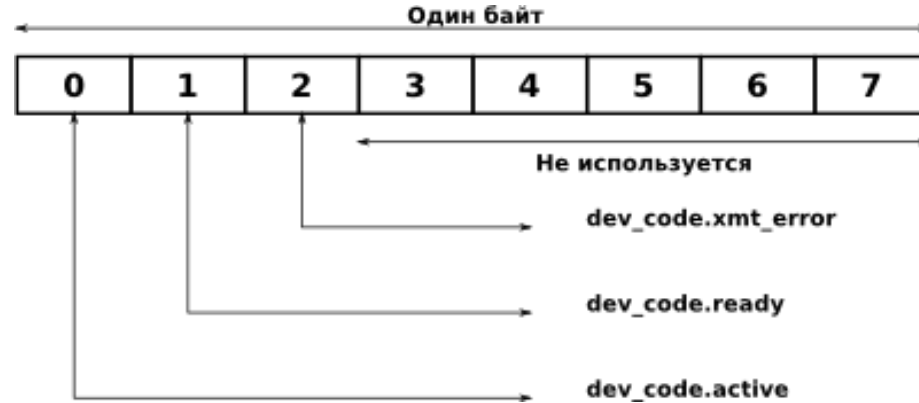 Один байт
0 1 2 3 4 5 6 7
Не используется
dev_code.xmt_error
dev_code.ready
dev_code.active